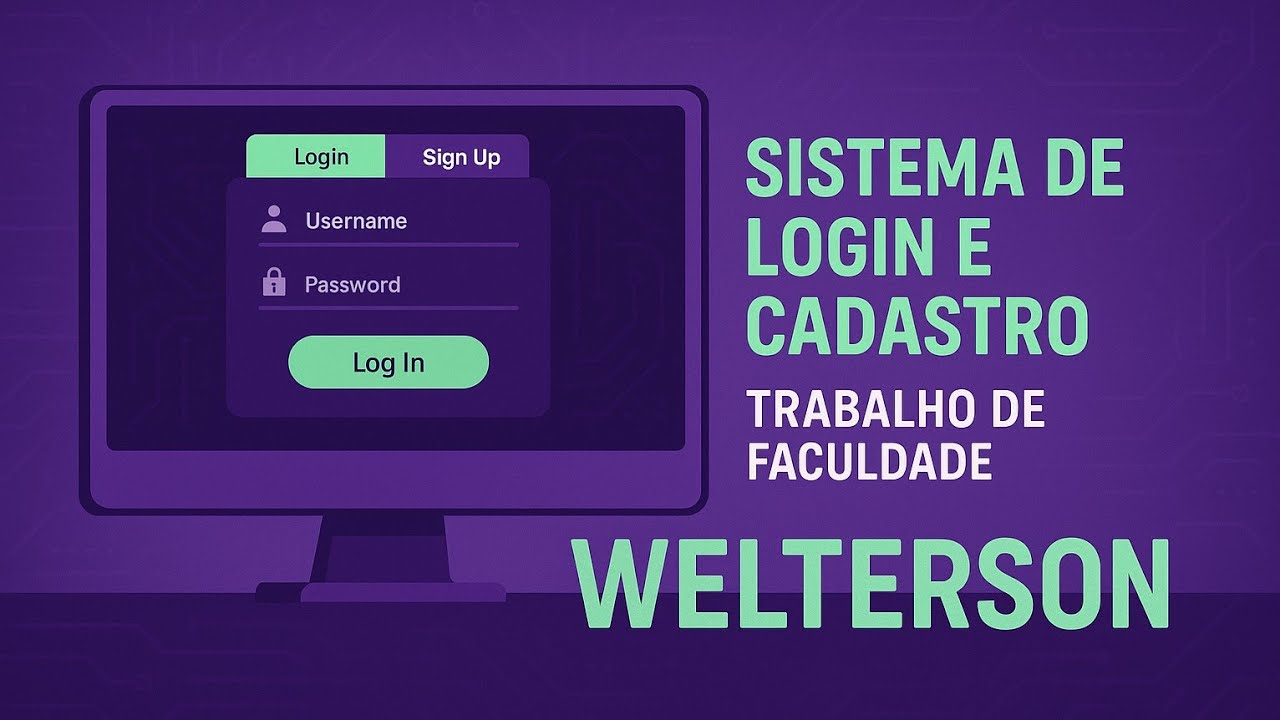 Login Sign Up
Username
Password
Log In
SISTEMA DE
LOGIN E
CADASTRO
TRABALHO DE
FACULDADE
WELTERSON